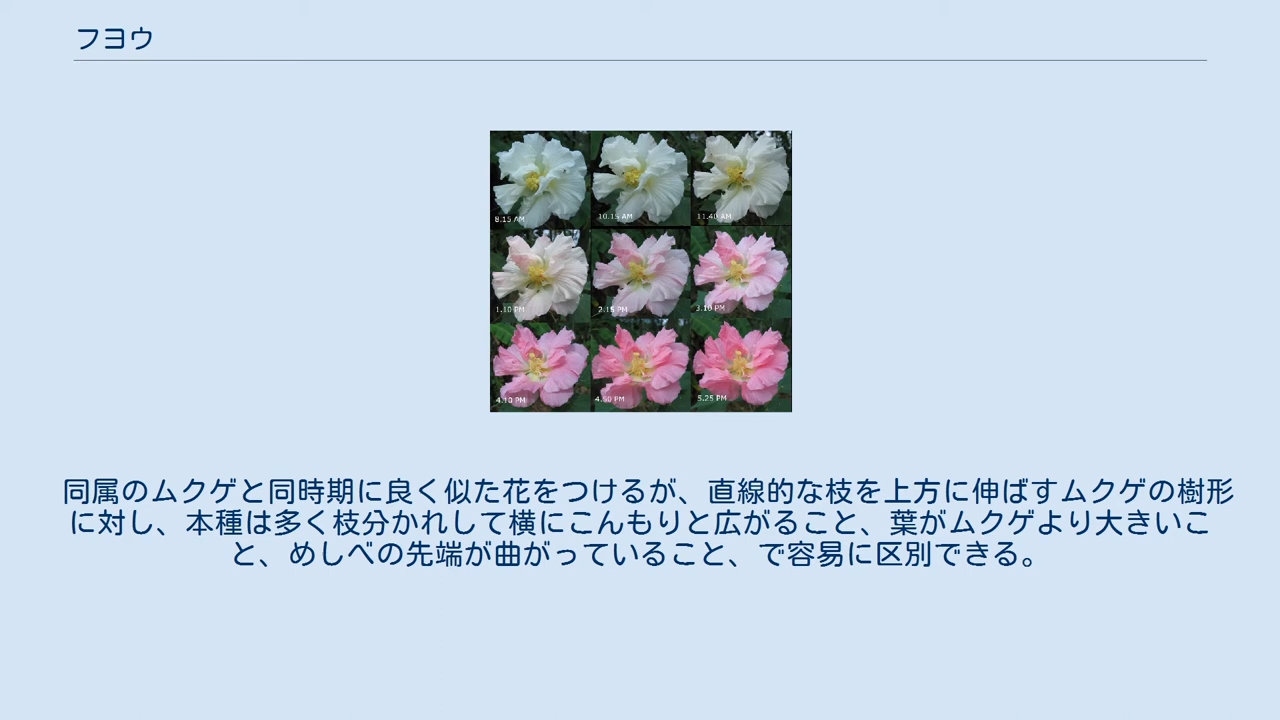 フヨウ
8.15 AM
10.15 AM
11.40 AM
1.10 PM
2.15 PM
3.10 PM
4.10 PM
4.50 PM
5.25 PM
同属のムクゲと同時期に良く似た花をつけるが、直線的な枝を上方に伸ばすムクゲの樹形
に対し、本種は多く枝分かれして横にこんもりと広がること、葉がムクゲより大きいこ
と、めしべの先端が曲がっていること、で容易に区別できる。